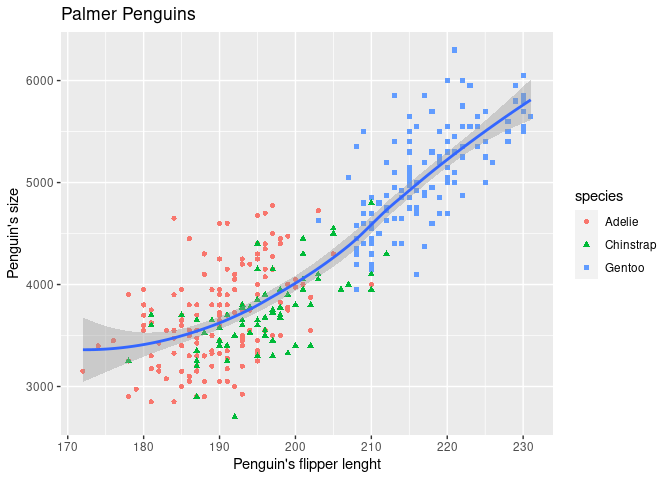 Palmer Penguins
6000
5000
4000
3000
Penguin's size
170 180 190 200 210 220 230
Penguin's flipper lenght
species
Adelie
Chinstrap
Gentoo